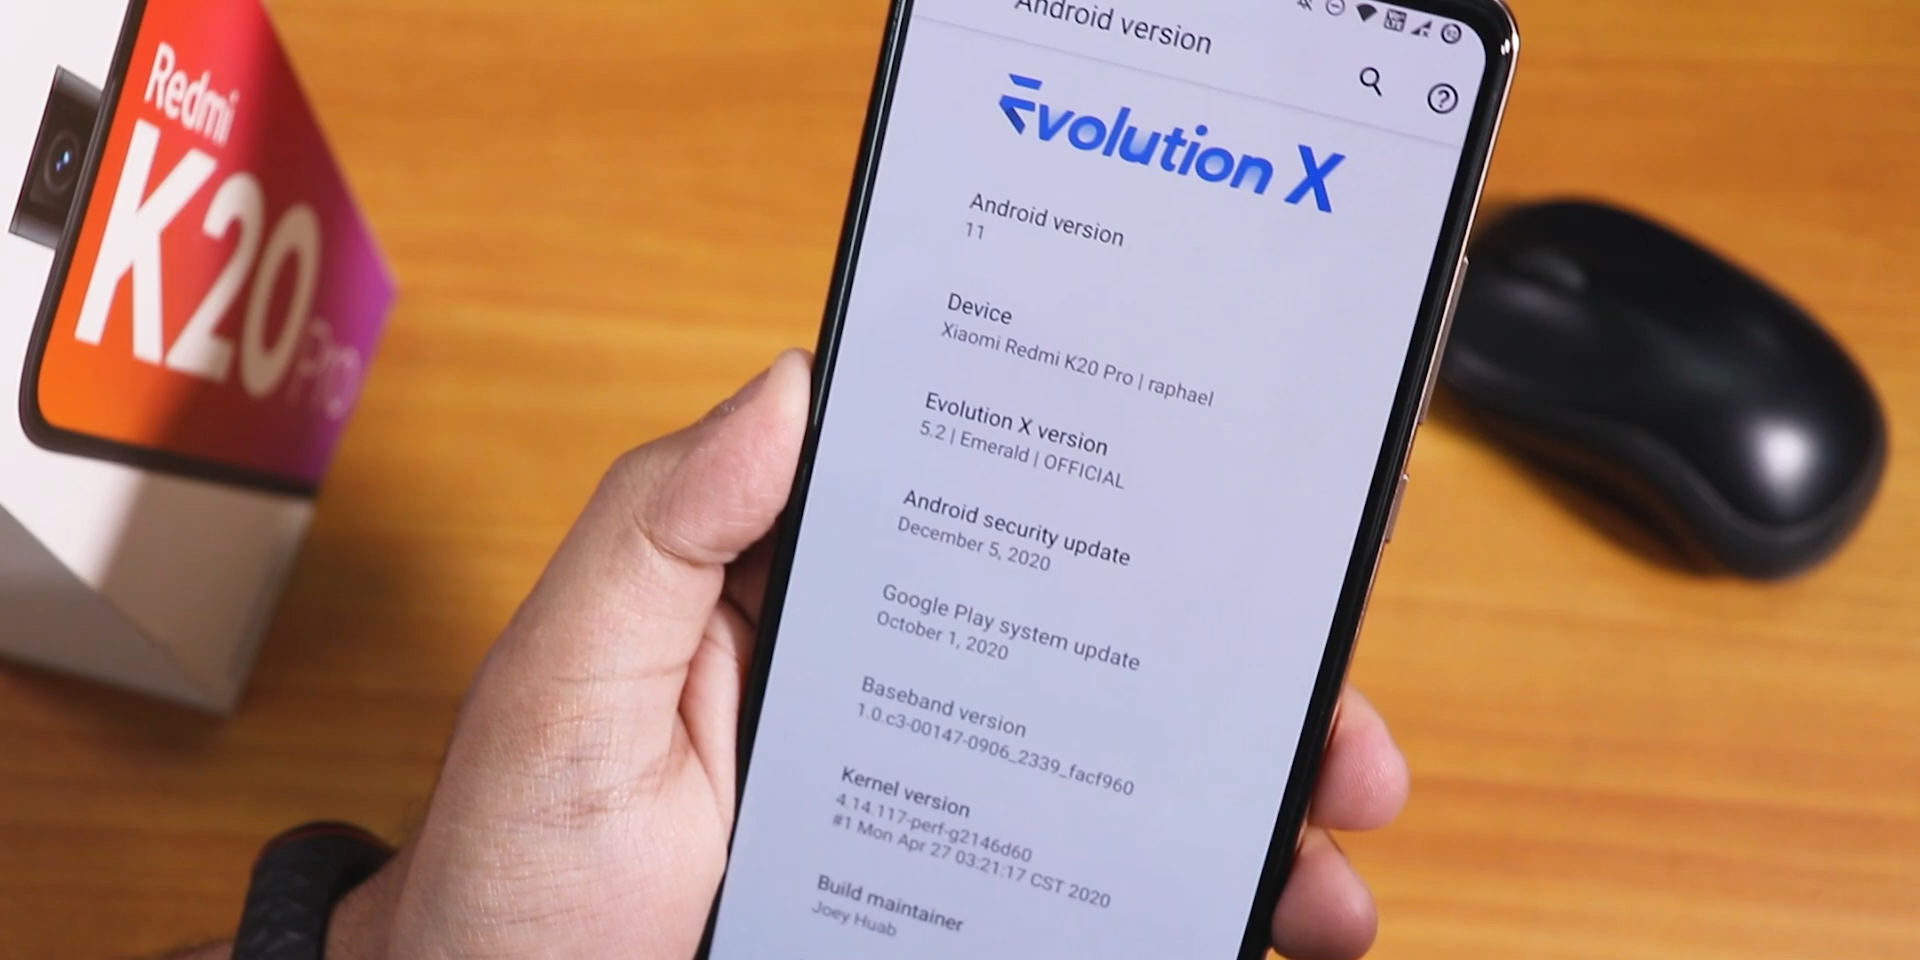 Redmi
K20
Pro
Android version
Evolution X
Android version
11
Device
Xiaomi Redmi K20 Pro | raphael
Evolution X version
5.2 | Emerald | OFFICIAL
Android security update
December 5, 2020
Google Play system update
October 1, 2020
Baseband version
1.0.c3-00147-0906_2339_facf960
Kernel version
4.14.117-perf-g2146d60
#1 Mon Apr 27 03:21:17 CST 2020
Build maintainer
Joey Huab